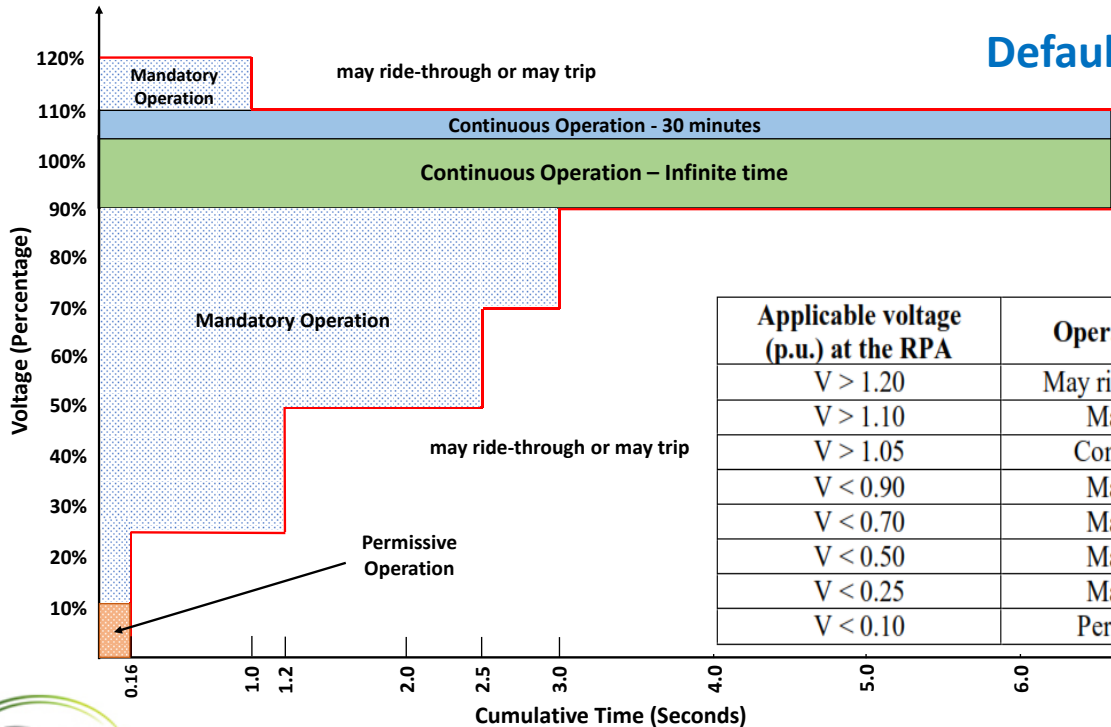 Defaul
120%
110%
100%
90%
80%
70%
60%
50%
40%
30%
20%
10%
Voltage (Percentage)
Mandatory
Operation
may ride-through or may trip
Continuous Operation - 30 minutes
Continuous Operation – Infinite time
Mandatory Operation
may ride-through or may trip
Permissive
Operation
Applicable voltage
(p.u.) at the RPA
Oper
V > 1.20 May ri
V > 1.10 Ma
V > 1.05 Con
V < 0.90 Ma
V < 0.70 Ma
V < 0.50 Ma
V < 0.25 Ma
V < 0.10 Per
0.16 1.0 1.2 2.0 2.5 3.0 4.0 5.0 6.0
Cumulative Time (Seconds)